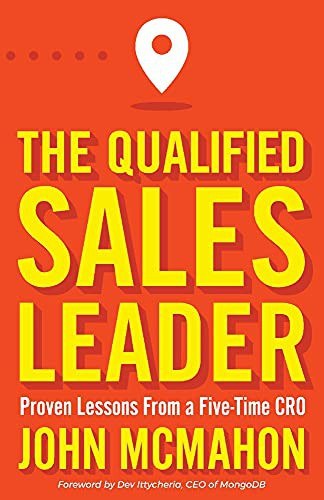 THE QUALIFIED
SALES
LEADER
Proven Lessons From a Five-Time CRO
JOHN MCMAHON
Foreword by Dev Ittycheria, CEO of MongoDB